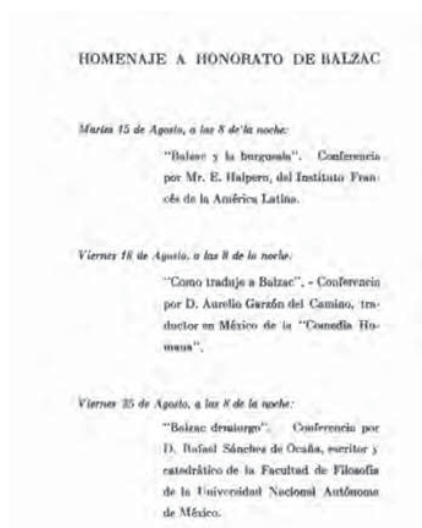 HOMENAJE A HONORATO DE BALZAC
Martes 15 de Agosto, a las 8 de la noche:
"Balzac y la burguesía". Conferencia
por Mr. E. Halpern, del Instituto Fran-
cés de la América Latina.
Viernes 18 de Agosto, a las 8 de la noche:
"Como traduje a Balzac". - Conferencia
por D. Aurelio Garzón del Camino, tra-
ductor en México de la "Comedia Hu-
mana".
Viernes 25 de Agosto, a las 8 de la noche:
"Balzac demiurgo". Conferencia por
D. Rafael Sánchez de Ocaña, escritor y
catedrático de la Facultad de Filosofía
de la Universidad Nacional Autónoma
de México.